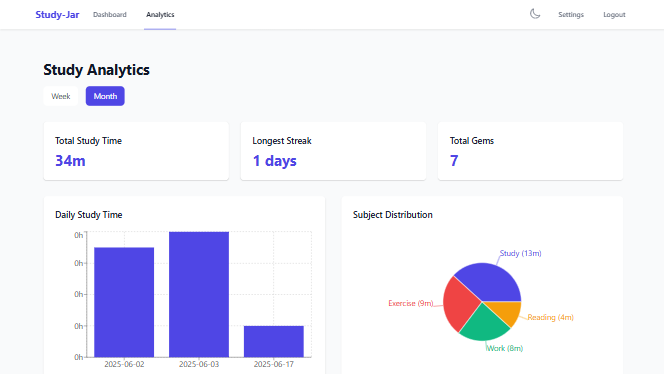 Study-Jar Dashboard Analytics Settings Logout
Study Analytics
Week Month
Total Study Time
34m
Longest Streak
1 days
Total Gems
7
Daily Study Time
0h
0h
0h
0h
0h
2025-06-02 2025-06-03 2025-06-17
Subject Distribution
Study (13m)
Exercise (9m)
Reading (4m)
Work (8m)